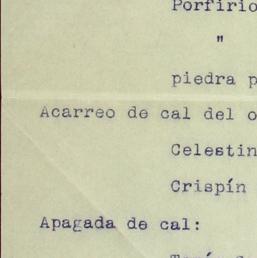 Porfirio
"
piedra p
Acarreo de cal del o
Celestin
Crispín
Apagada de cal: